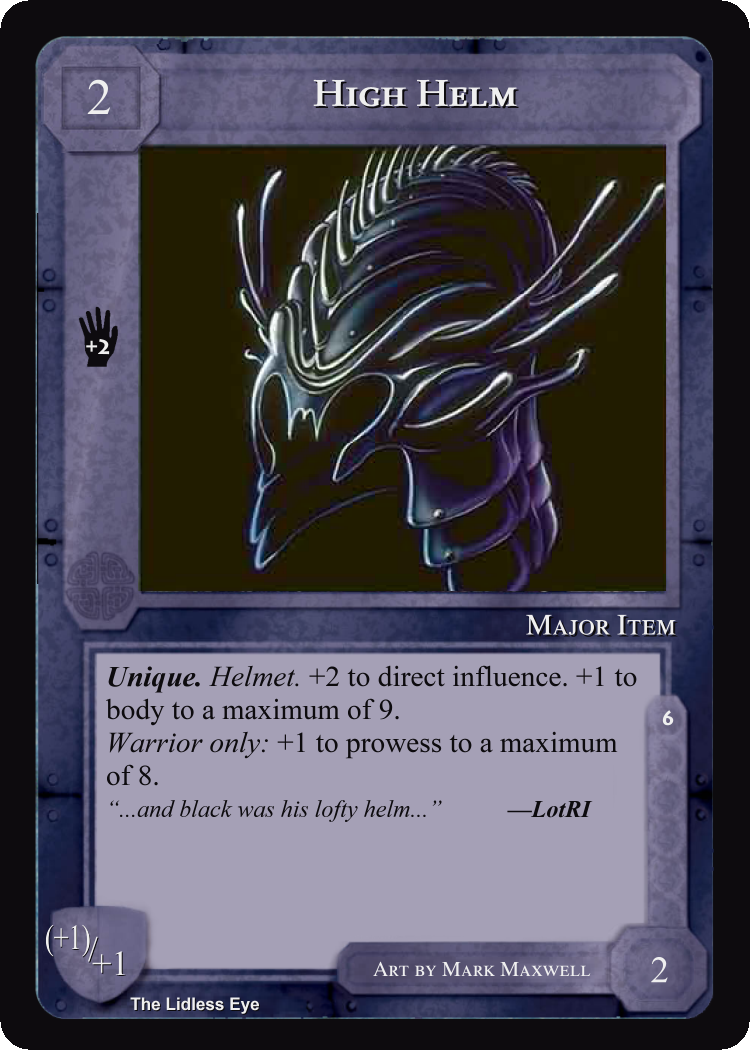 2
High Helm
+2
Major Item
Unique. Helmet. +2 to direct influence. +1 to
body to a maximum of 9.
6
Warrior only: +1 to prowess to a maximum
of 8.
“...and black was his lofty helm...” —LotRI
(+1)/+1
Art by Mark Maxwell
2
The Lidless Eye